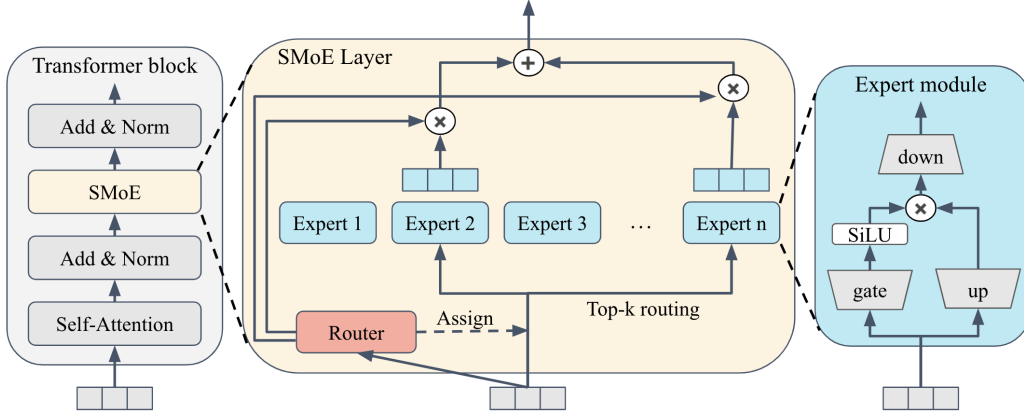 Transformer block
Add & Norm
SMoE
Add & Norm
Self-Attention
SMoE Layer
+
×
×
Expert 1
Expert 2
Expert 3
...
Expert n
Top-k routing
Assign
Router
Expert module
down
×
SiLU
gate
up